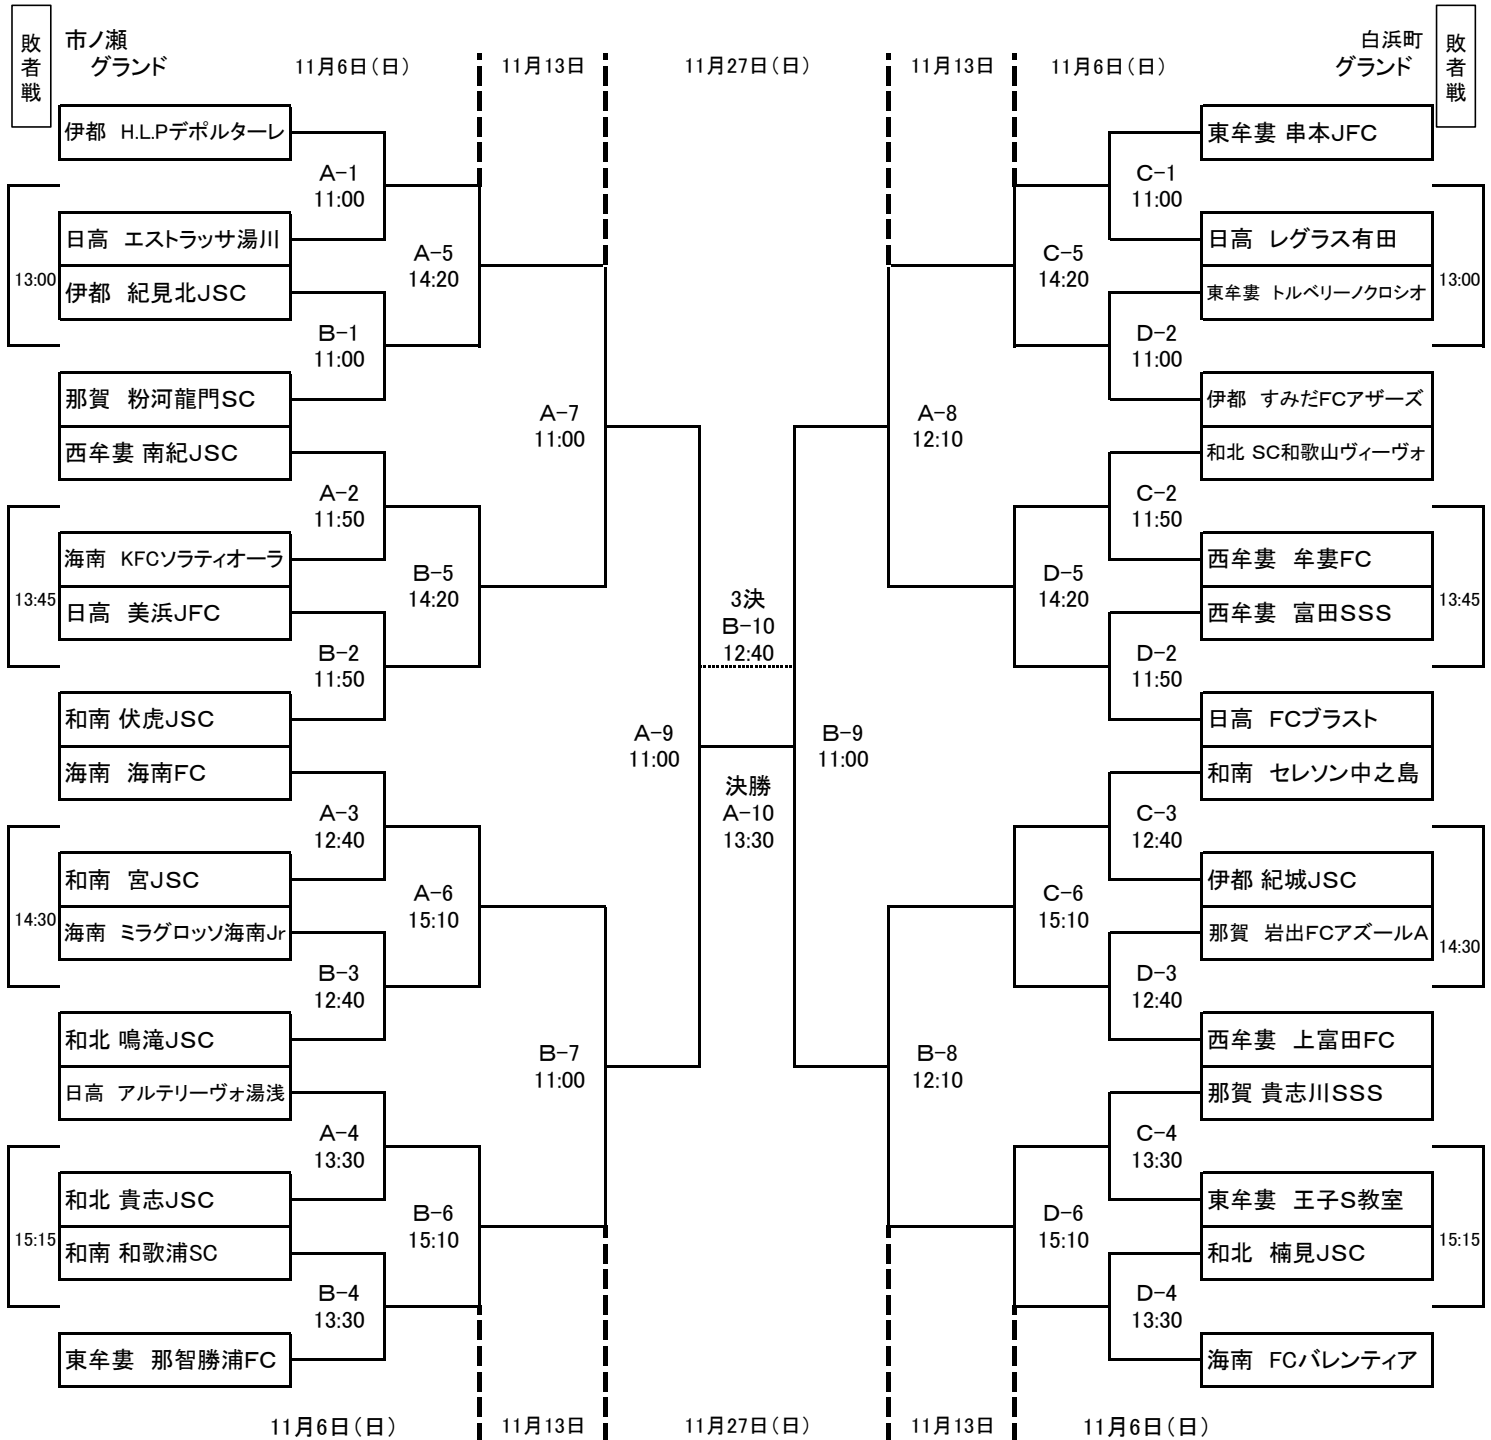 敗者戦
市ノ瀬
グランド
11月6日(日)
11月13日
11月27日(日)
11月13日
11月6日(日)
白浜町
グランド
敗者戦
伊都 H.L.Pデポルターレ
A-1
11:00
日高 エストラッサ湯川
13:00
伊都 紀見北JSC
A-5
14:20
B-1
11:00
那賀 粉河龍門SC
西牟婁 南紀JSC
A-7
11:00
A-2
11:50
海南 KFCソラティオーラ
13:45
日高 美浜JFC
B-5
14:20
B-2
11:50
和南 伏虎JSC
海南 海南FC
A-9
11:00
A-3
12:40
和南 宮JSC
14:30
海南 ミラグロッソ海南Jr
A-6
15:10
B-3
12:40
和北 鳴滝JSC
日高 アルテリーヴォ湯浅
B-7
11:00
A-4
13:30
和北 貴志JSC
15:15
和南 和歌浦SC
B-6
15:10
B-4
13:30
東牟婁 那智勝浦FC
3決
B-10
12:40
決勝
A-10
13:30
東牟婁 串本JFC
C-1
11:00
日高 レグラス有田
C-5
14:20
東牟婁 トルベリーノクロシオ
13:00
D-2
11:00
伊都 すみだFCアザーズ
A-8
12:10
和北 SC和歌山ヴィーヴォ
C-2
11:50
西牟婁 牟婁FC
D-5
14:20
西牟婁 富田SSS
13:45
D-2
11:50
日高 FCブラスト
B-9
11:00
和南 セレソン中之島
C-3
12:40
伊都 紀城JSC
C-6
15:10
那賀 岩出FCアズールA
14:30
D-3
12:40
西牟婁 上富田FC
B-8
12:10
那賀 貴志川SSS
C-4
13:30
東牟婁 王子S教室
D-6
15:10
和北 楠見JSC
15:15
D-4
13:30
海南 FCバレンティア
11月6日(日)
11月13日
11月27日(日)
11月13日
11月6日(日)